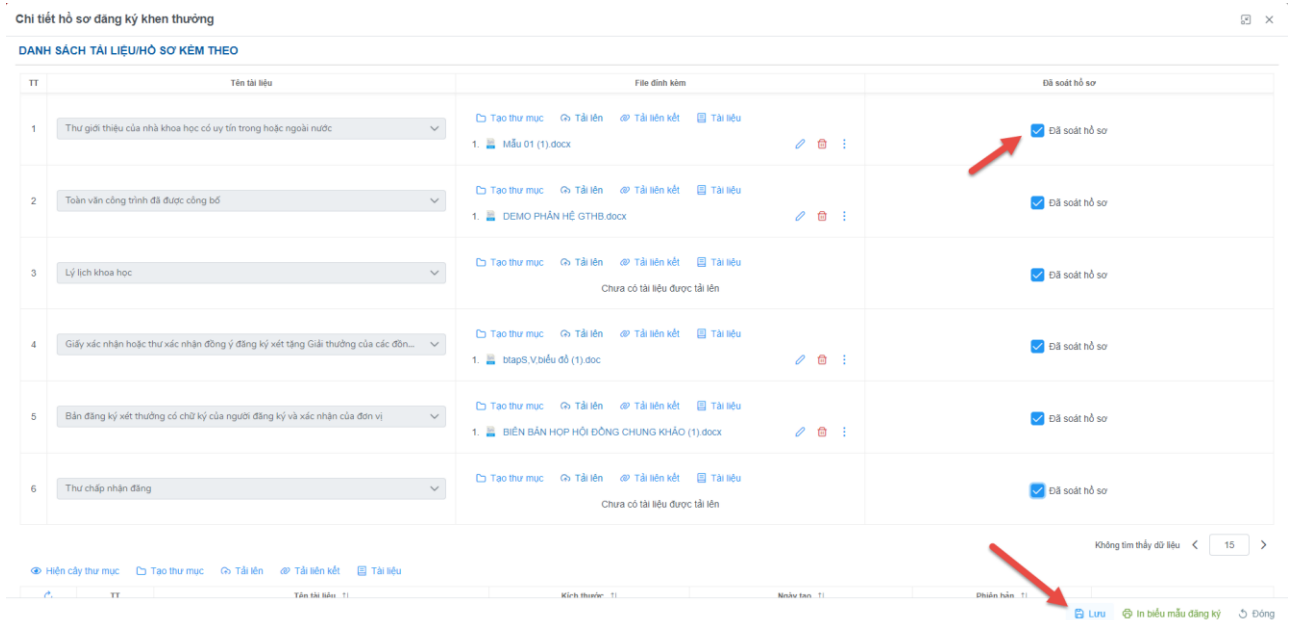 Chi tiết hồ sơ đăng ký khen thưởng
DANH SÁCH TÀI LIỆU/HỒ SƠ KÈM THEO
TT Tên tài liệu File đính kèm Đã soát hồ sơ
Tạo thư mục Tải lên Tải liên kết Tài liệu
1 Thư giới thiệu của nhà khoa học có uy tín trong hoặc ngoài nước Đã soát hồ sơ
1. Mẫu 01 (1).docx
Tạo thư mục Tải lên Tải liên kết Tài liệu
2 Toàn văn công trình đã được công bố Đã soát hồ sơ
1. DEMO PHÂN HỆ GTHB.docx
Tạo thư mục Tải lên Tải liên kết Tài liệu
3 Lý lịch khoa học Đã soát hồ sơ
Chưa có tài liệu được tải lên
Tạo thư mục Tải lên Tải liên kết Tài liệu
4 Giấy xác nhận hoặc thư xác nhận đồng ý đăng ký xét tặng Giải thưởng của các đồn... Đã soát hồ sơ
1. btapS,V,biểu đồ (1).doc
Tạo thư mục Tải lên Tải liên kết Tài liệu
5 Bản đăng ký xét thưởng có chữ ký của người đăng ký và xác nhận của đơn vị Đã soát hồ sơ
1. BIÊN BẢN HỌP HỘI ĐỒNG CHUNG KHẢO (1).docx
Tạo thư mục Tải lên Tải liên kết Tài liệu
6 Thư chấp nhận đăng Đã soát hồ sơ
Chưa có tài liệu được tải lên
Không tìm thấy dữ liệu 15
Hiện cây thư mục Tạo thư mục Tải lên Tải liên kết Tài liệu
TT Tên tài liệu Kích thước Ngày tạo Phiên bản
Lưu In biểu mẫu đăng ký Đóng